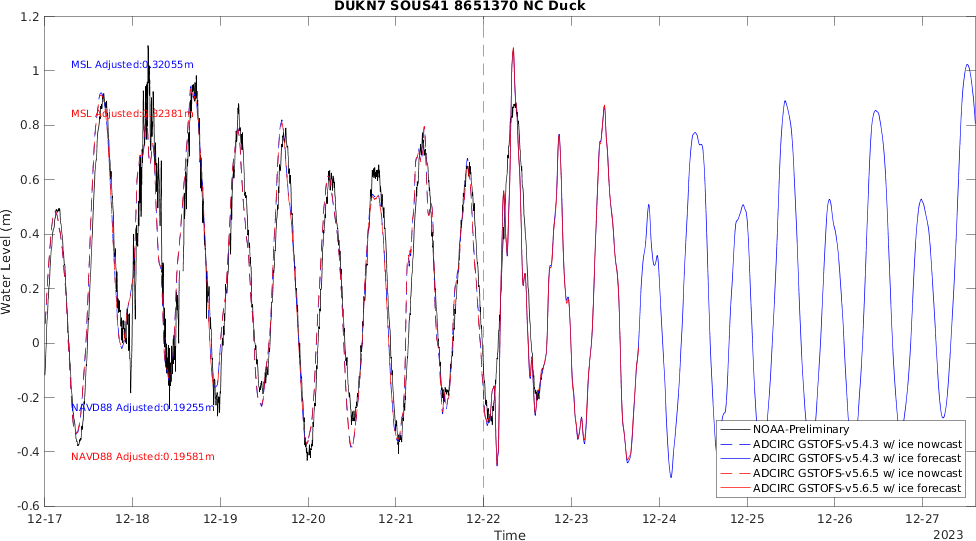 DUKN7 SOUS41 8651370 NC Duck
1.2
1
0.8
0.6
0.4
0.2
0
-0.2
-0.4
-0.6
Water Level (m)
MSL Adjusted:0.32055m
MSL Adjusted:0.32381m
NAVD88 Adjusted:0.19255m
NAVD88 Adjusted:0.19581m
NOAA-Preliminary
ADCIRC GSTOFS-v5.4.3 w/ ice nowcast
ADCIRC GSTOFS-v5.4.3 w/ ice forecast
ADCIRC GSTOFS-v5.6.5 w/ ice nowcast
ADCIRC GSTOFS-v5.6.5 w/ ice forecast
12-17 12-18 12-19 12-20 12-21 12-22 12-23 12-24 12-25 12-26 12-27
Time
2023